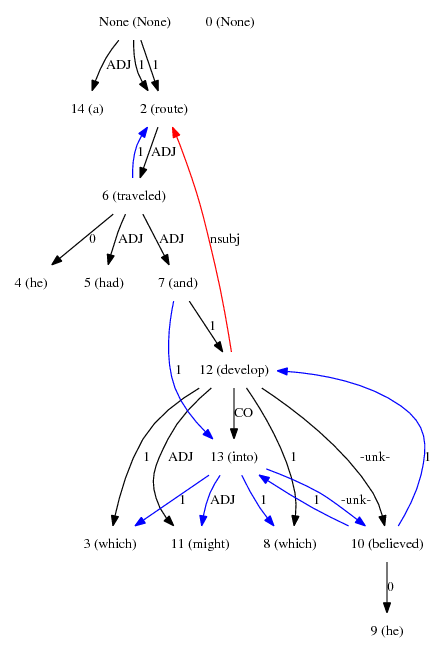 None (None) 0 (None)
ADJ 1 1
14 (a) 2 (route)
1 ADJ
6 (traveled)
0 ADJ ADJ nsubj
4 (he) 5 (had) 7 (and)
1
1 12 (develop)
CO
1 ADJ 13 (into) 1 -unk- 1
1 ADJ 1 1 -unk-
3 (which) 11 (might) 8 (which) 10 (believed)
0
9 (he)